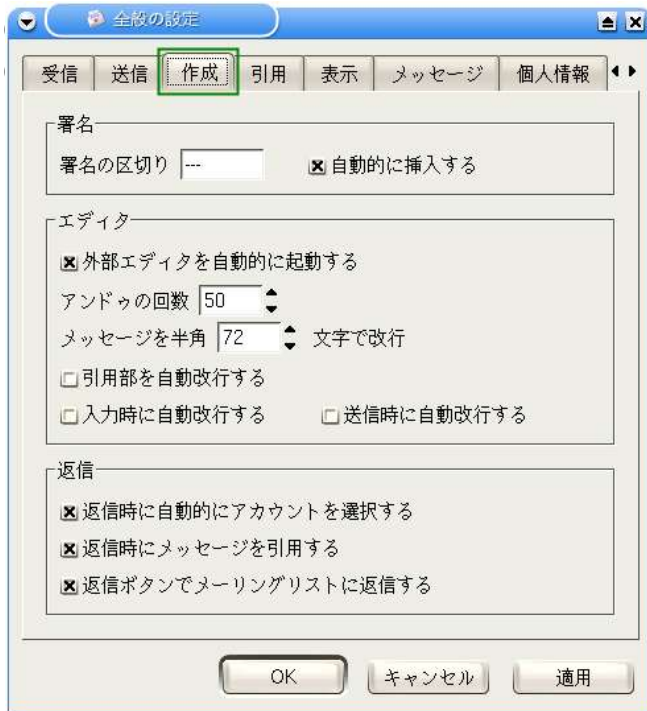 全般の設定
受信 送信 作成 引用 表示 メッセージ 個人情報
署名
署名の区切り --- 自動的に挿入する
エディタ
外部エディタを自動的に起動する
アンドゥの回数 50
メッセージを半角 72 文字で改行
引用部を自動改行する
入力時に自動改行する 送信時に自動改行する
返信
返信時に自動的にアカウントを選択する
返信時にメッセージを引用する
返信ボタンでメーリングリストに返信する
OK キャンセル 適用